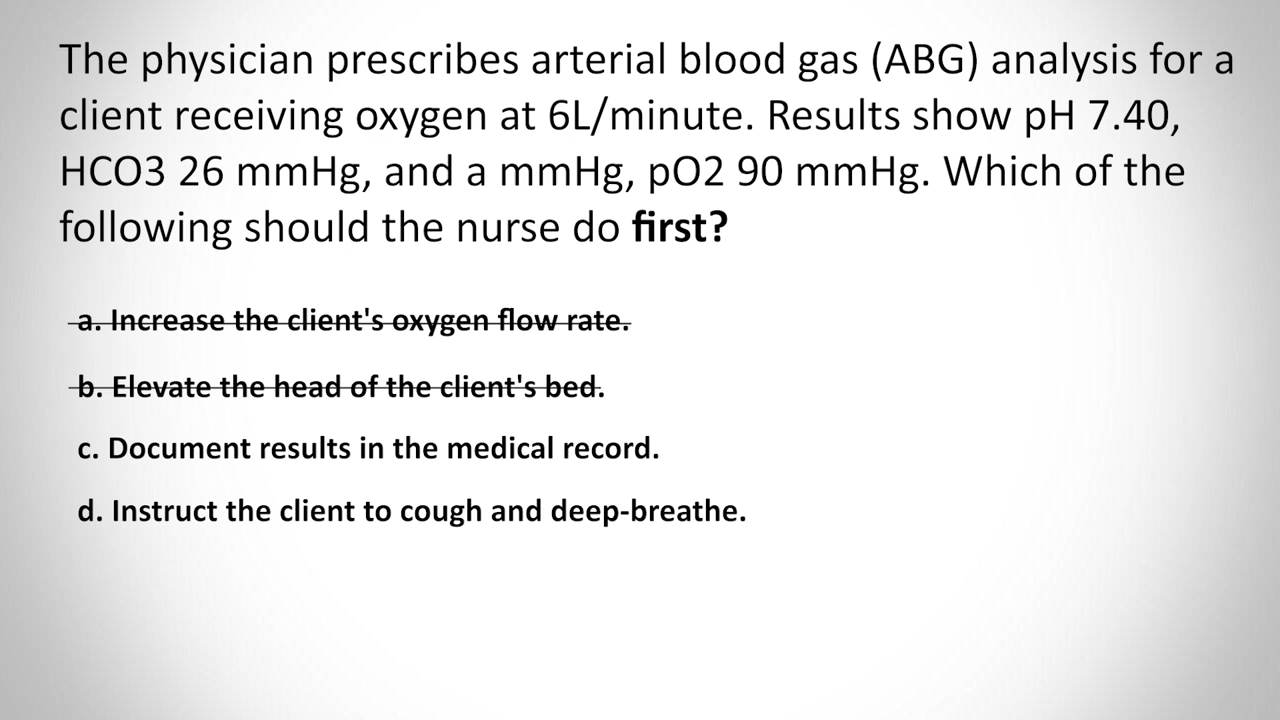 The physician prescribes arterial blood gas (ABG) analysis for a
client receiving oxygen at 6L/minute. Results show pH 7.40,
HCO3 26 mmHg, and a mmHg, pO2 90 mmHg. Which of the
following should the nurse do first?
a. Increase the client's oxygen flow rate.
b. Elevate the head of the client's bed.
c. Document results in the medical record.
d. Instruct the client to cough and deep-breathe.